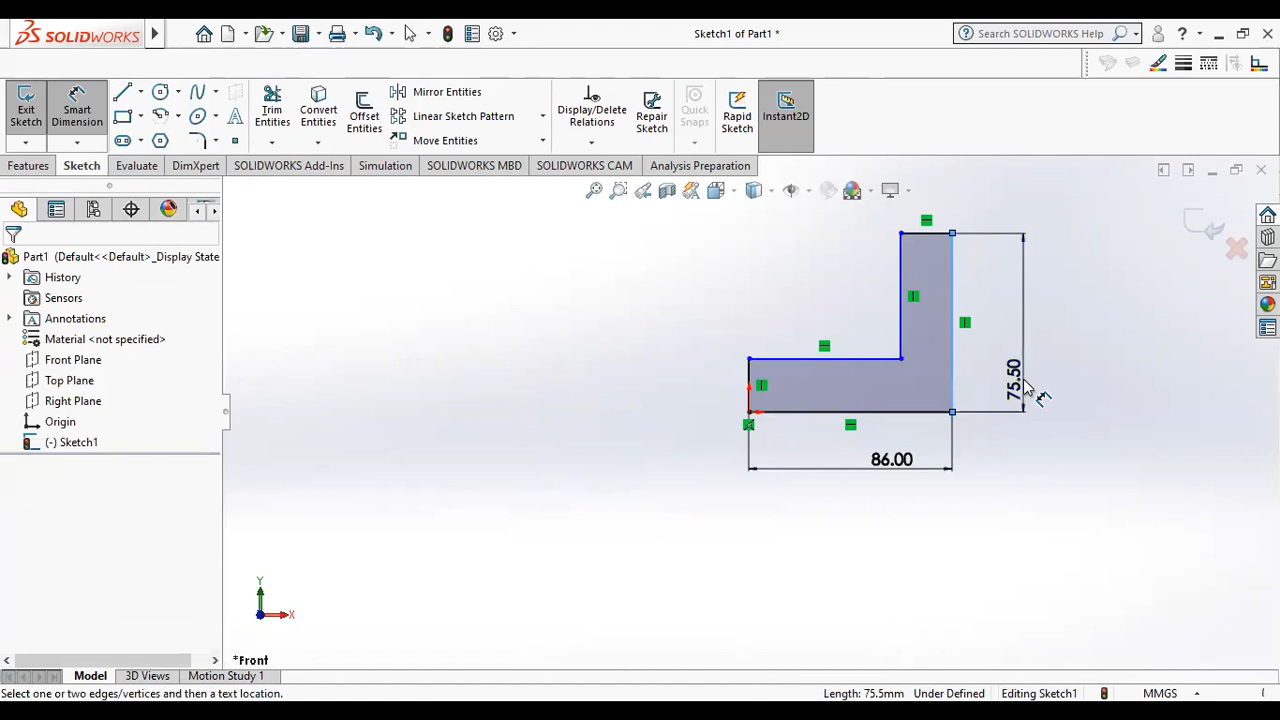 SOLIDWORKS
Sketch1 of Part1 *
Search SOLIDWORKS Help
Exit Sketch
Smart Dimension
Trim Entities
Convert Entities
Offset Entities
Mirror Entities
Linear Sketch Pattern
Move Entities
Display/Delete Relations
Repair Sketch
Quick Snaps
Rapid Sketch
Instant2D
Features Sketch Evaluate DimXpert SOLIDWORKS Add-Ins Simulation SOLIDWORKS MBD SOLIDWORKS CAM Analysis Preparation
Part1 (Default<<Default>_Display State
History
Sensors
Annotations
Material <not specified>
Front Plane
Top Plane
Right Plane
Origin
(-) Sketch1
75.50
86.00
Y
X
*Front
Model 3D Views Motion Study 1
Select one or two edges/vertices and then a text location.
Length: 75.5mm Under Defined Editing Sketch1 MMGS